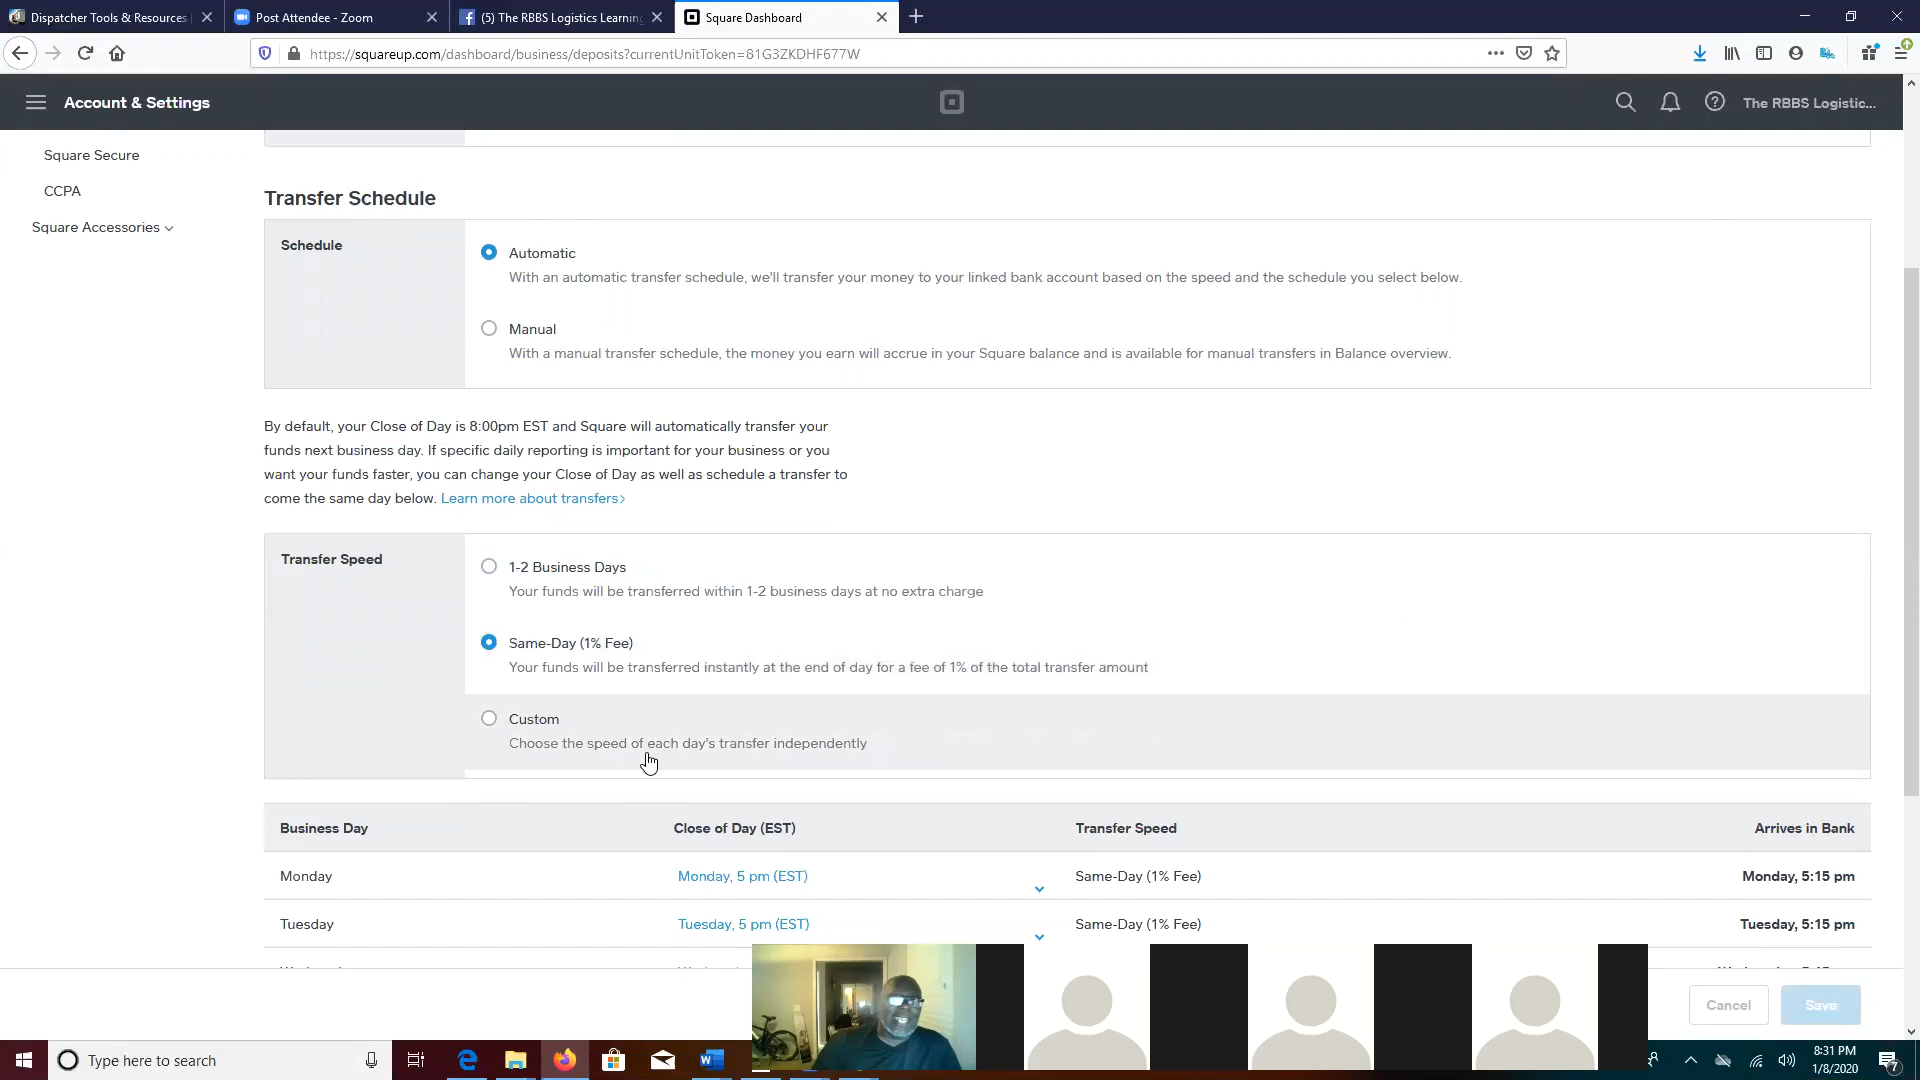 Dispatcher Tools & Resources
Post Attendee - Zoom
(5) The RBBS Logistics Learning
Square Dashboard
https://squareup.com/dashboard/business/deposits?currentUnitToken=81G3ZKDHF677W
Account & Settings
The RBBS Logistic...
Square Secure
CCPA
Square Accessories
Transfer Schedule
Schedule
Automatic
With an automatic transfer schedule, we'll transfer your money to your linked bank account based on the speed and the schedule you select below.
Manual
With a manual transfer schedule, the money you earn will accrue in your Square balance and is available for manual transfers in Balance overview.
By default, your Close of Day is 8:00pm EST and Square will automatically transfer your
funds next business day. If specific daily reporting is important for your business or you
want your funds faster, you can change your Close of Day as well as schedule a transfer to
come the same day below. Learn more about transfers>
Transfer Speed
1-2 Business Days
Your funds will be transferred within 1-2 business days at no extra charge
Same-Day (1% Fee)
Your funds will be transferred instantly at the end of day for a fee of 1% of the total transfer amount
Custom
Choose the speed of each day's transfer independently
Business Day Close of Day (EST) Transfer Speed Arrives in Bank
Monday Monday, 5 pm (EST) Same-Day (1% Fee) Monday, 5:15 pm
Tuesday Tuesday, 5 pm (EST) Same-Day (1% Fee) Tuesday, 5:15 pm
Cancel Save
Type here to search
8:31 PM
1/8/2020
7